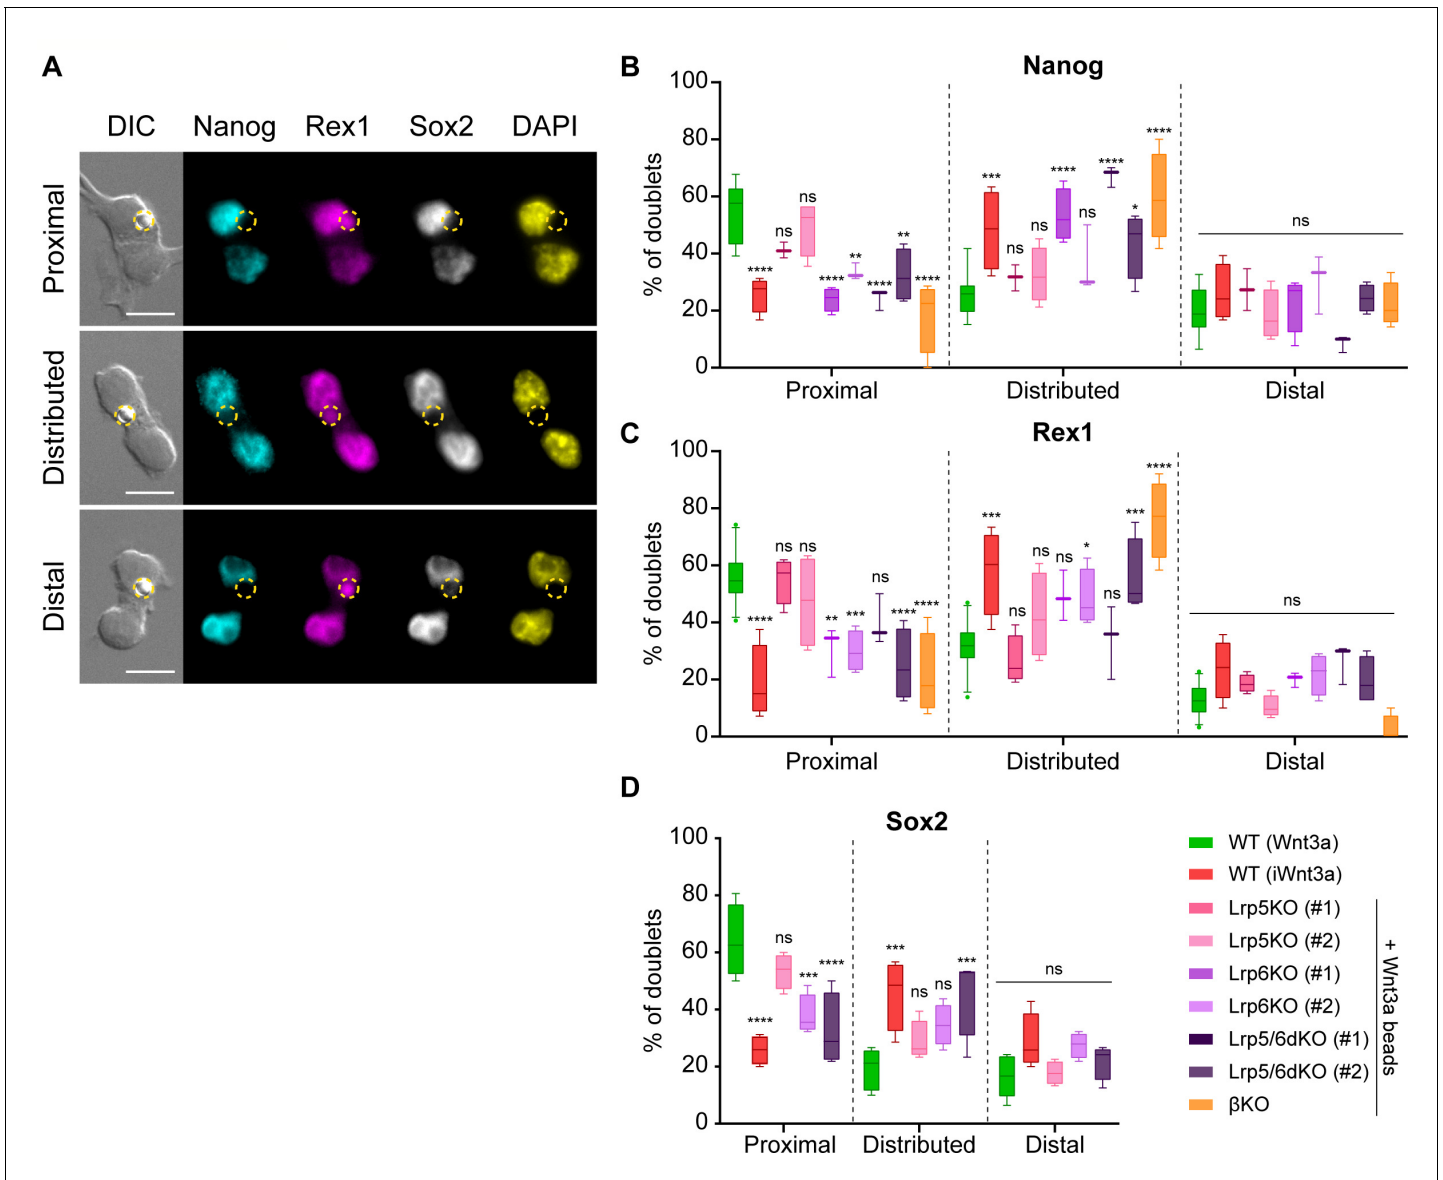 A
DIC Nanog Rex1 Sox2 DAPI
Proximal
Distributed
Distal
B
Nanog
% of doublets
100
80
60
40
20
0
**** ns ns **** ** **** ** ****
*** ns ns **** ns **** * ****
ns
Proximal Distributed Distal
C
Rex1
% of doublets
100
80
60
40
20
0
**** ns ns ** *** ns **** ****
*** ns ns ns * ns *** ****
ns
Proximal Distributed Distal
D
Sox2
% of doublets
100
80
60
40
20
0
**** ns *** ****
*** ns ns ***
ns
Proximal Distributed Distal
WT (Wnt3a)
WT (iWnt3a)
Lrp5KO (#1)
Lrp5KO (#2)
Lrp6KO (#1)
Lrp6KO (#2)
Lrp5/6dKO (#1)
Lrp5/6dKO (#2)
βKO
+ Wnt3a beads